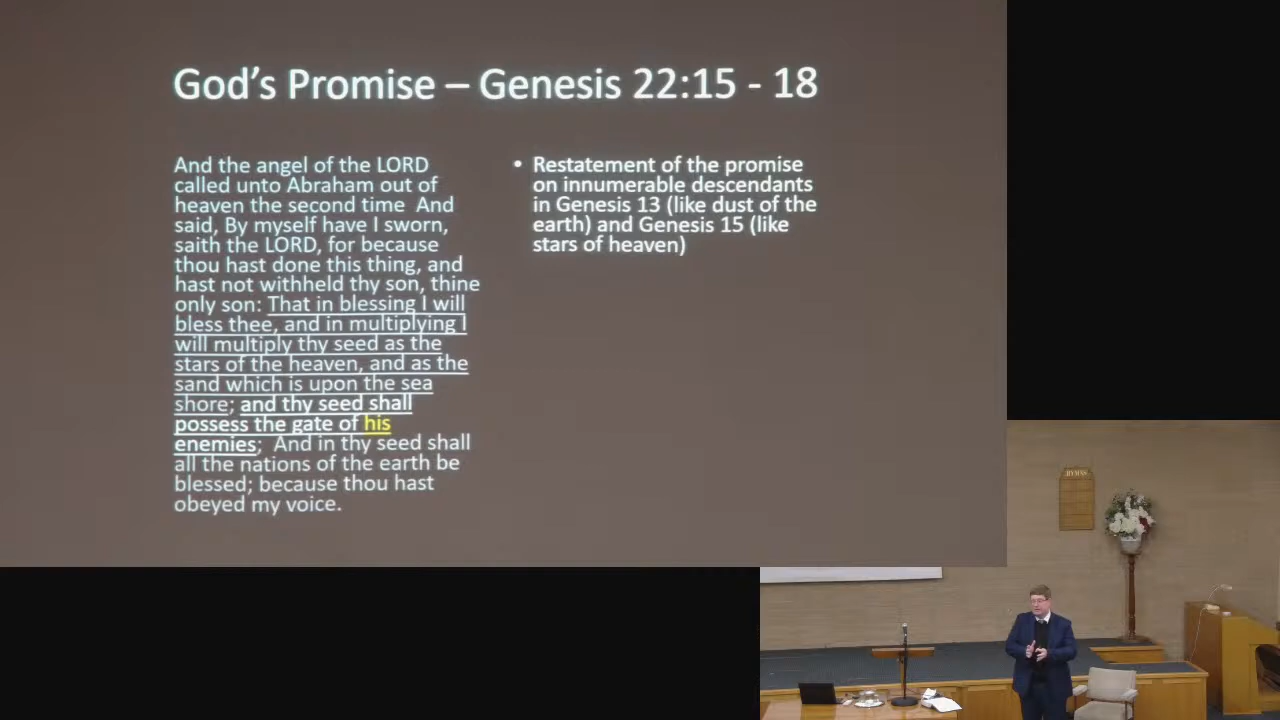 God's Promise – Genesis 22:15 - 18
And the angel of the LORD
called unto Abraham out of
heaven the second time  And
said, By myself have I sworn,
saith the LORD, for because
thou hast done this thing, and
hast not withheld thy son, thine
only son: That in blessing I will
bless thee, and in multiplying I
will multiply thy seed as the
stars of the heaven, and as the
sand which is upon the sea
shore; and thy seed shall
possess the gate of his
enemies;  And in thy seed shall
all the nations of the earth be
blessed; because thou hast
obeyed my voice.
• Restatement of the promise
on innumerable descendants
in Genesis 13 (like dust of the
earth) and Genesis 15 (like
stars of heaven)
HYMNS